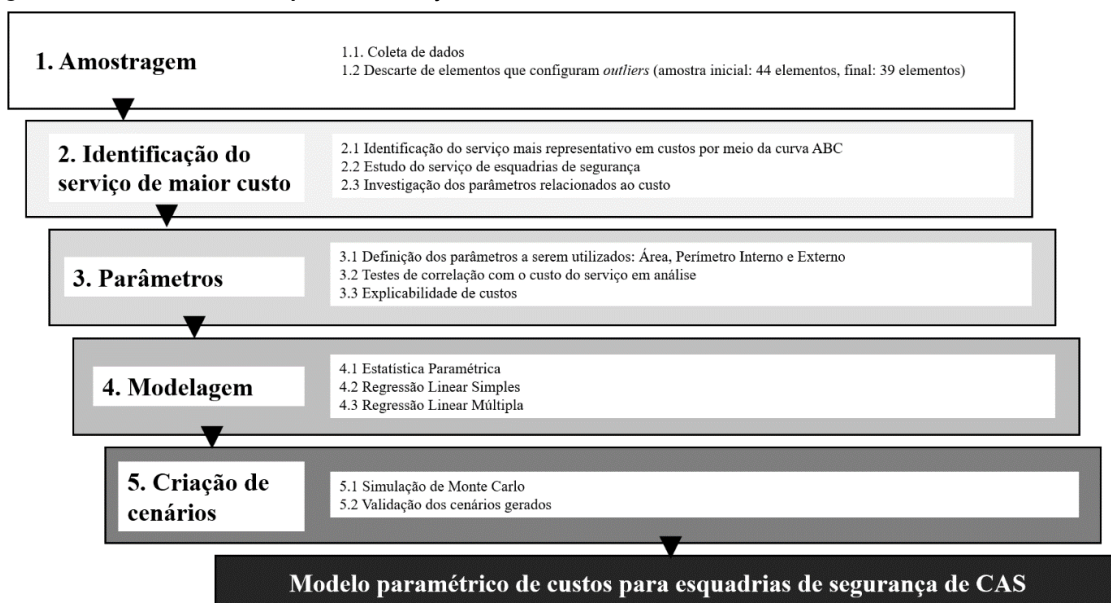 1. Amostragem
1.1. Coleta de dados
1.2 Descarte de elementos que configuram outliers (amostra inicial: 44 elementos, final: 39 elementos)
2. Identificação do
serviço de maior custo
2.1 Identificação do serviço mais representativo em custos por meio da curva ABC
2.2 Estudo do serviço de esquadrias de segurança
2.3 Investigação dos parâmetros relacionados ao custo
3. Parâmetros
3.1 Definição dos parâmetros a serem utilizados: Área, Perímetro Interno e Externo
3.2 Testes de correlação com o custo do serviço em análise
3.3 Explicabilidade de custos
4. Modelagem
4.1 Estatística Paramétrica
4.2 Regressão Linear Simples
4.3 Regressão Linear Múltipla
5. Criação de
cenários
5.1 Simulação de Monte Carlo
5.2 Validação dos cenários gerados
Modelo paramétrico de custos para esquadrias de segurança de CAS